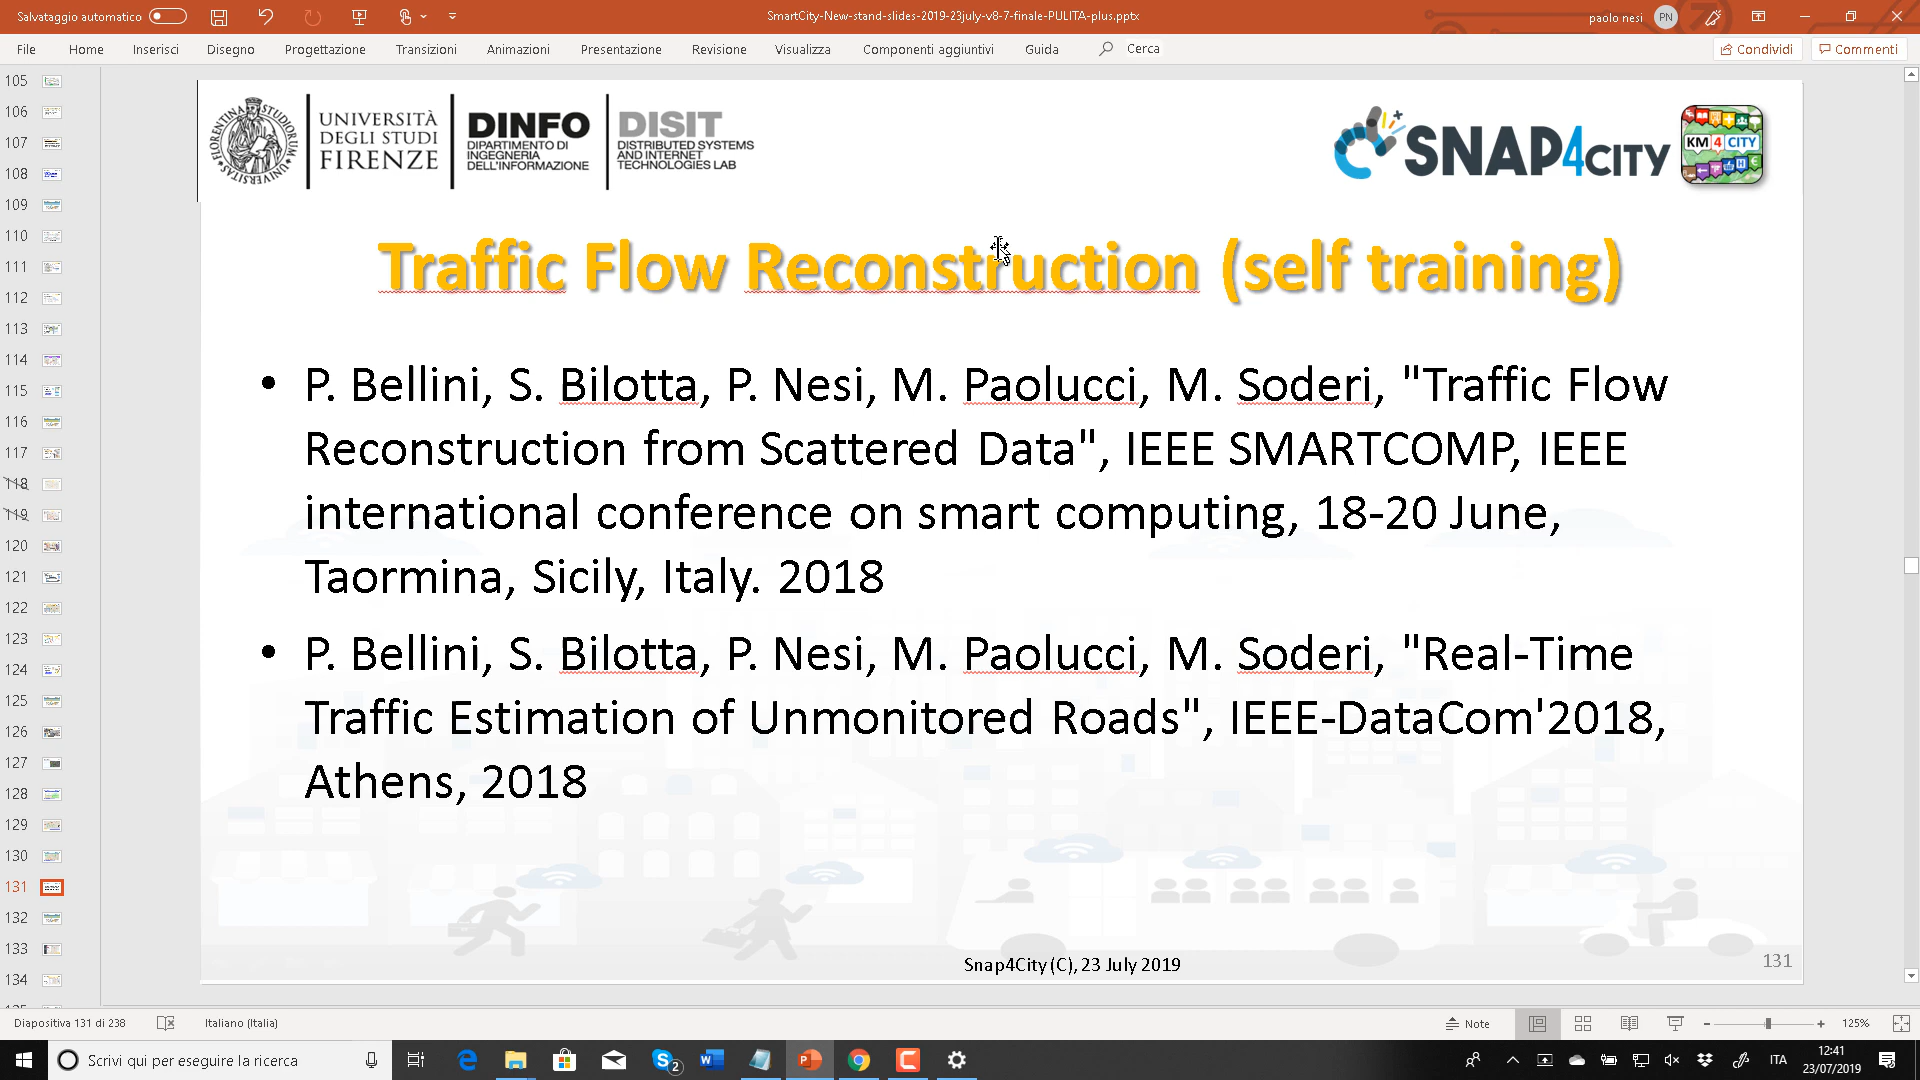 Salvataggio automatico
SmartCity-New-stand-slides-2019-23july-v8-7-finale-PULITA-plus.pptx
paolo nesi
PN
File Home Inserisci Disegno Progettazione Transizioni Animazioni Presentazione Revisione Visualizza Componenti aggiuntivi Guida Cerca
Condividi Commenti
105
106
107
108
109
110
111
112
113
114
115
116
117
118
119
120
121
122
123
124
125
126
127
128
129
130
131
132
133
134
UNIVERSITÀ
DEGLI STUDI
FIRENZE
DINFO
DIPARTIMENTO DI
INGEGNERIA
DELL'INFORMAZIONE
DISIT
DISTRIBUTED SYSTEMS
AND INTERNET
TECHNOLOGIES LAB
SNAP4CITY
KM 4 CITY
Traffic Flow Reconstruction (self training)
• P. Bellini, S. Bilotta, P. Nesi, M. Paolucci, M. Soderi, "Traffic Flow
Reconstruction from Scattered Data", IEEE SMARTCOMP, IEEE
international conference on smart computing, 18-20 June,
Taormina, Sicily, Italy. 2018
• P. Bellini, S. Bilotta, P. Nesi, M. Paolucci, M. Soderi, "Real-Time
Traffic Estimation of Unmonitored Roads", IEEE-DataCom'2018,
Athens, 2018
Snap4City (C), 23 July 2019
131
Diapositiva 131 di 238
Italiano (Italia)
Note
125%
Scrivi qui per eseguire la ricerca
2
ITA
12:41
23/07/2019